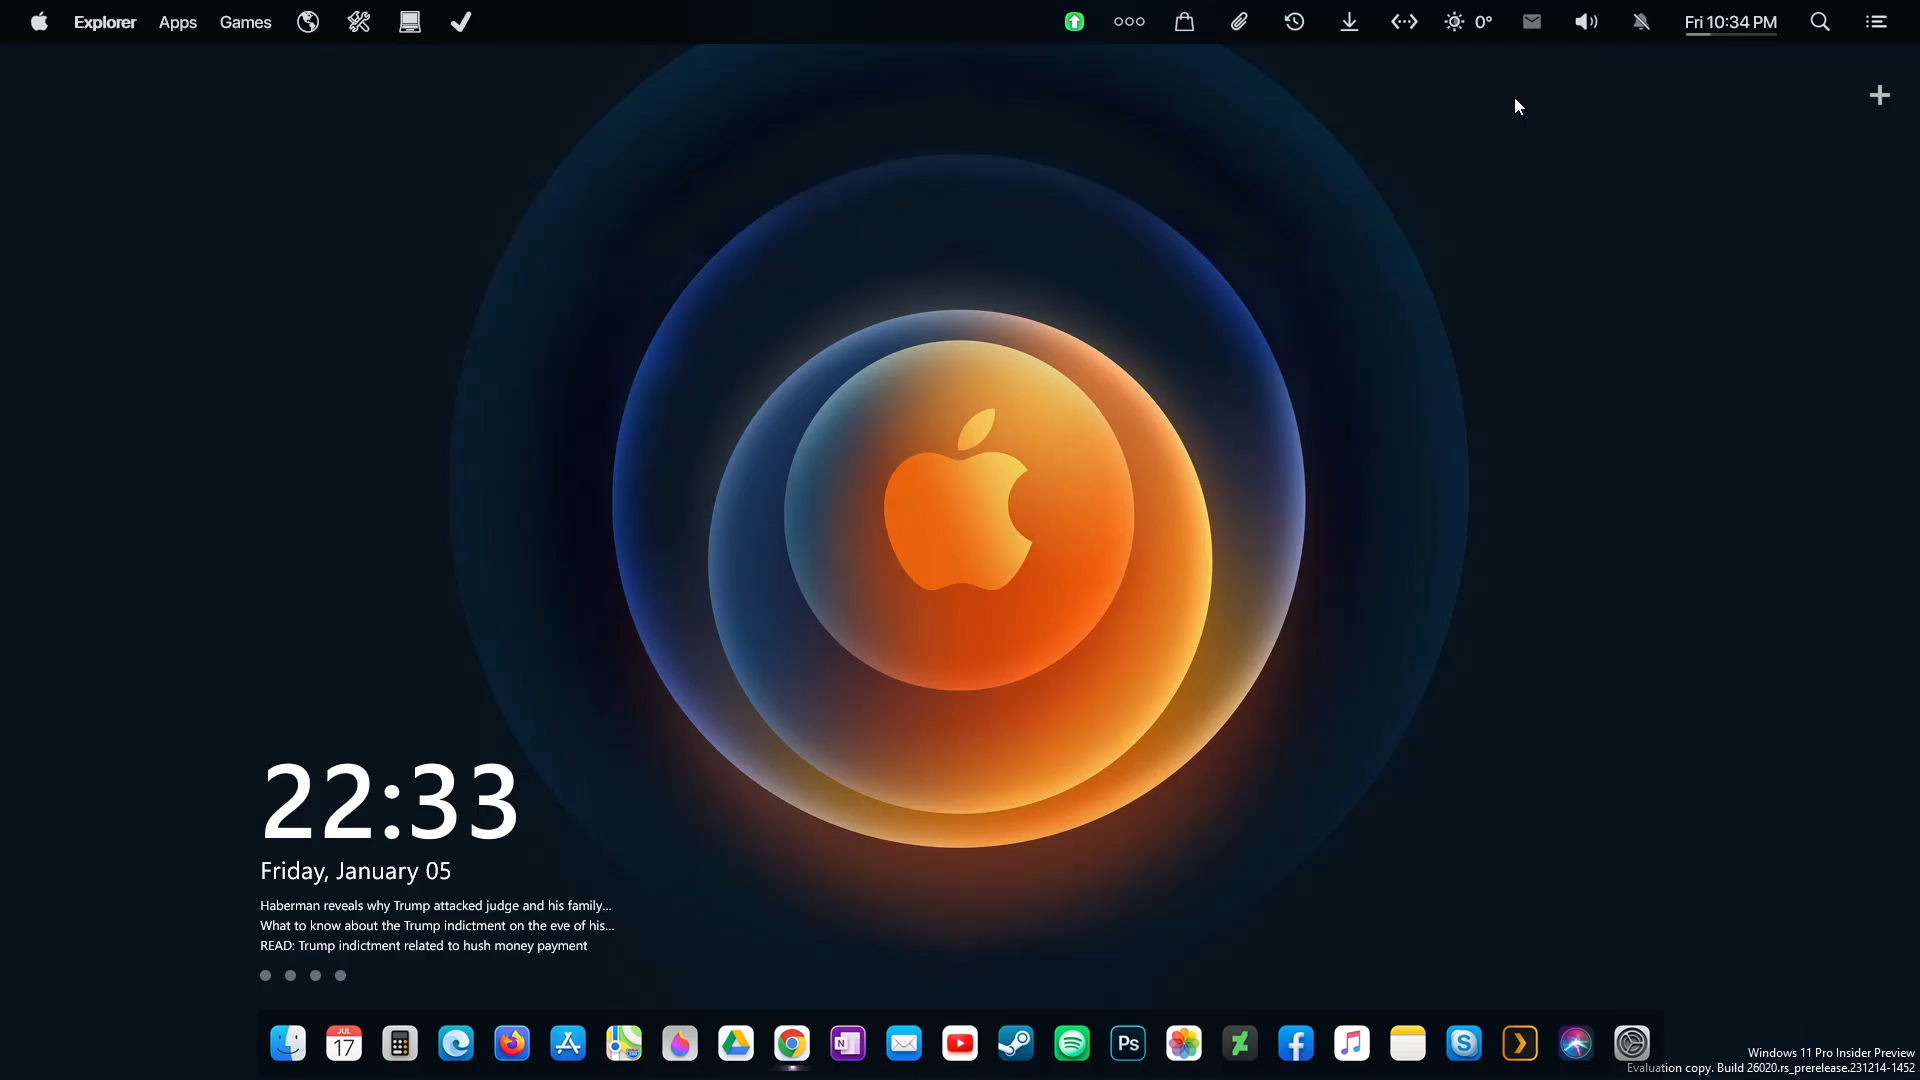 Explorer Apps Games
0° Fri 10:34 PM
22:33
Friday, January 05
Haberman reveals why Trump attacked judge and his family...
What to know about the Trump indictment on the eve of his...
READ: Trump indictment related to hush money payment
JUL
17
N
Ps
Windows 11 Pro Insider Preview
Evaluation copy. Build 26020.rs_prerelease.231214-1452